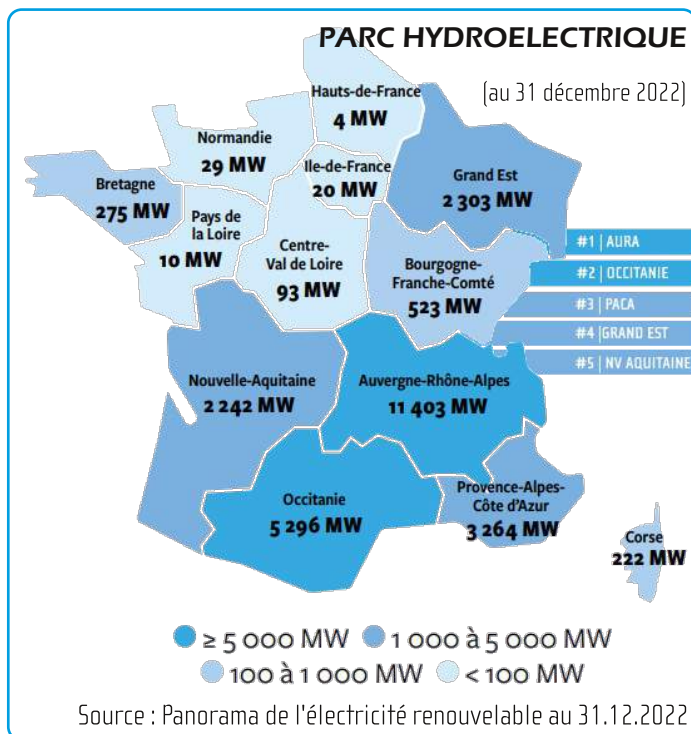 PARC HYDROELECTRIQUE
(au 31 décembre 2022)
Hauts-de-France
4 MW
Normandie
29 MW
Ile-de-France
20 MW
Grand Est
2 303 MW
Bretagne
275 MW
Pays de
la Loire
10 MW
Centre-
Val de Loire
93 MW
Bourgogne-
Franche-Comté
523 MW
#1 | AURA
#2 | OCCITANIE
#3 | PACA
#4 |GRAND EST
#5 | NV AQUITAINE
Nouvelle-Aquitaine
2 242 MW
Auvergne-Rhône-Alpes
11 403 MW
Occitanie
5 296 MW
Provence-Alpes-
Côte d'Azur
3 264 MW
Corse
222 MW
≥ 5 000 MW
1 000 à 5 000 MW
100 à 1 000 MW
< 100 MW
Source : Panorama de l'électricité renouvelable au 31.12.2022